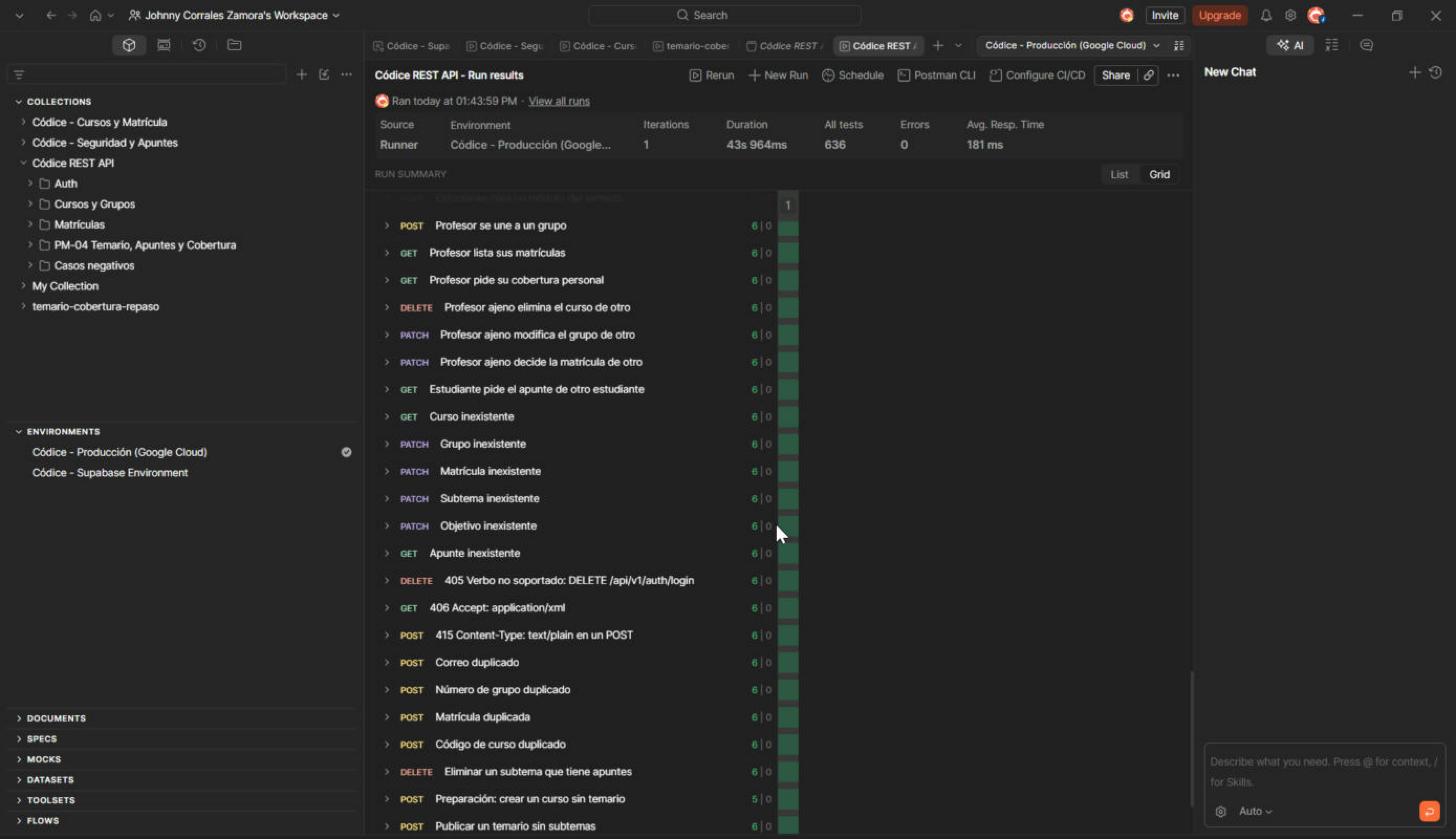 Johnny Corrales Zamora's Workspace
Search
Invite
Upgrade
Códice - Supa
Códice - Segu
Códice - Curs
temario-cober
Códice REST A
Códice REST A
Códice - Producción (Google Cloud)
AI
COLLECTIONS
Códice - Cursos y Matrícula
Códice - Seguridad y Apuntes
Códice REST API
Auth
Cursos y Grupos
Matrículas
PM-04 Temario, Apuntes y Cobertura
Casos negativos
My Collection
temario-cobertura-repaso
ENVIRONMENTS
Códice - Producción (Google Cloud)
Códice - Supabase Environment
DOCUMENTS
SPECS
MOCKS
DATASETS
TOOLSETS
FLOWS
Códice REST API - Run results
Rerun
New Run
Schedule
Postman CLI
Configure CI/CD
Share
Ran today at 01:43:59 PM · View all runs
Source Environment Iterations Duration All tests Errors Avg. Resp. Time
Runner Códice - Producción (Google... 1 43s 964ms 636 0 181 ms
RUN SUMMARY
List Grid
1
POST Profesor se une a un grupo 6 | 0
GET Profesor lista sus matrículas 6 | 0
GET Profesor pide su cobertura personal 6 | 0
DELETE Profesor ajeno elimina el curso de otro 6 | 0
PATCH Profesor ajeno modifica el grupo de otro 6 | 0
PATCH Profesor ajeno decide la matrícula de otro 6 | 0
GET Estudiante pide el apunte de otro estudiante 6 | 0
GET Curso inexistente 6 | 0
PATCH Grupo inexistente 6 | 0
PATCH Matrícula inexistente 6 | 0
PATCH Subtema inexistente 6 | 0
PATCH Objetivo inexistente 6 | 0
GET Apunte inexistente 6 | 0
DELETE 405 Verbo no soportado: DELETE /api/v1/auth/login 6 | 0
GET 406 Accept: application/xml 6 | 0
POST 415 Content-Type: text/plain en un POST 6 | 0
POST Correo duplicado 6 | 0
POST Número de grupo duplicado 6 | 0
POST Matrícula duplicada 6 | 0
POST Código de curso duplicado 6 | 0
DELETE Eliminar un subtema que tiene apuntes 6 | 0
POST Preparación: crear un curso sin temario 5 | 0
POST Publicar un temario sin subtemas 6 | 0
New Chat
Describe what you need. Press @ for context, /
for Skills.
Auto